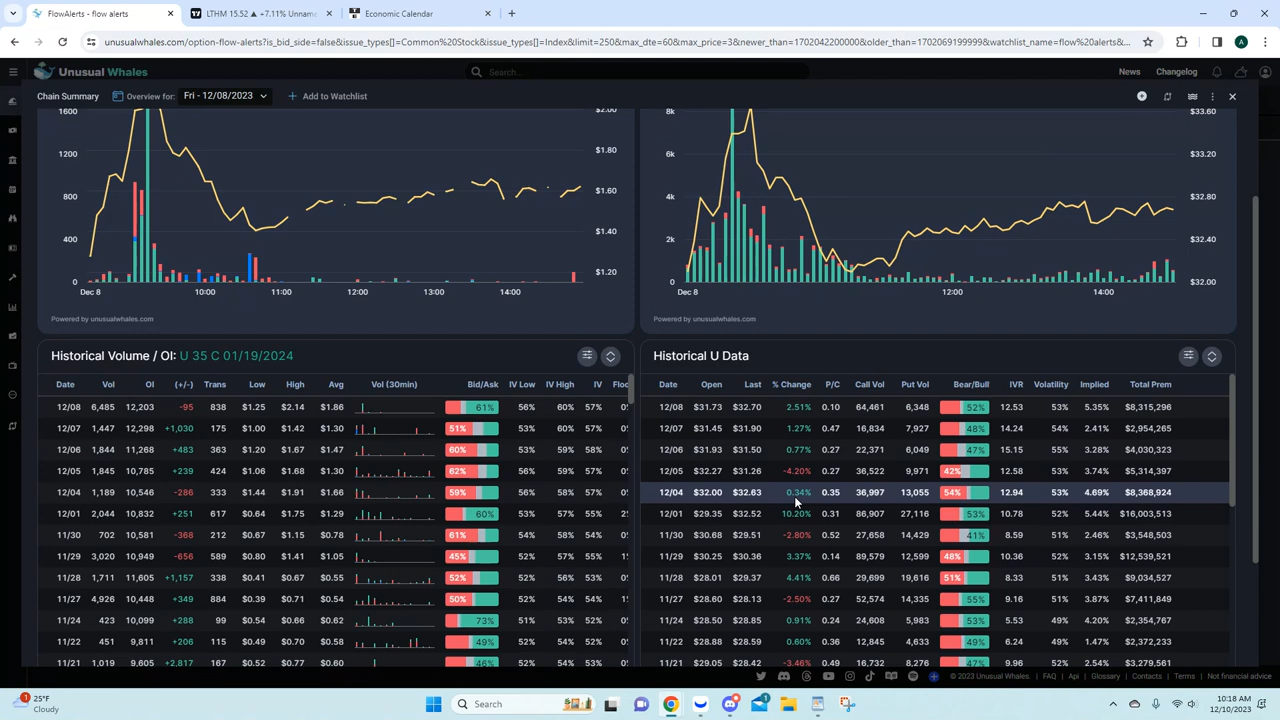 FlowAlerts - flow alerts
LTHM 15.52 ▲ +7.11% Unnam
Economic Calendar
unusualwhales.com/option-flow-alerts?is_bid_side=false&issue_types[]=Common%20Stock&issue_types[]=Index&limit=250&max_dte=60&max_price=3&newer_than=1702042200000&older_than=1702069199999&watchlist_name=flow%20alerts&...
A
Unusual Whales
Search...
News
Changelog
Chain Summary
Overview for:
Fri - 12/08/2023
Add to Watchlist
1600
1200
800
400
0
$2.00
$1.80
$1.60
$1.40
$1.20
Dec 8 10:00 11:00 12:00 13:00 14:00
Powered by unusualwhales.com
8k
6k
4k
2k
0
$33.60
$33.20
$32.80
$32.40
$32.00
Dec 8 12:00 14:00
Powered by unusualwhales.com
Historical Volume / OI: U 35 C 01/19/2024
Date Vol OI (+/-) Trans Low High Avg Vol (30min) Bid/Ask IV Low IV High IV Floo
12/08 6,485 12,203 -95 838 $1.25 $2.14 $1.86 61% 56% 60% 57% 0%
12/07 1,447 12,298 +1,030 175 $1.00 $1.42 $1.30 51% 53% 60% 57% 0%
12/06 1,844 11,268 +483 363 $1.20 $1.67 $1.47 60% 53% 59% 58% 0%
12/05 1,845 10,785 +239 424 $1.06 $1.68 $1.30 62% 56% 59% 57% 0%
12/04 1,189 10,546 -286 333 $1.44 $1.91 $1.66 59% 56% 58% 57% 0%
12/01 2,044 10,832 +251 617 $0.64 $1.75 $1.29 60% 53% 57% 55%
11/30 702 10,581 -368 212 $0.67 $1.15 $0.78 61% 54% 58% 54% 0%
11/29 3,020 10,949 -656 589 $0.80 $1.41 $1.05 45% 52% 57% 55%
11/28 1,711 11,605 +1,157 338 $0.41 $0.67 $0.55 52% 52% 56% 53% 0%
11/27 4,926 10,448 +349 884 $0.39 $0.71 $0.54 50% 52% 54% 54%
11/24 423 10,099 +288 99 $0.54 $0.66 $0.62 73% 51% 53% 52% 0%
11/22 451 9,811 +206 115 $0.51 $0.70 $0.58 49% 52% 54% 52% 0%
11/21 1,019 9,605 +2,817 167 $0.60 46% 52% 54% 53% 0%
Historical U Data
Date Open Last % Change P/C Call Vol Put Vol Bear/Bull IVR Volatility Implied Total Prem
12/08 $31.73 $32.70 2.51% 0.10 64,461 6,348 52% 12.53 53% 5.35% $8,315,296
12/07 $31.45 $31.90 1.27% 0.47 16,834 7,927 48% 14.24 54% 2.41% $2,954,265
12/06 $31.93 $31.50 0.77% 0.27 22,371 6,049 47% 15.15 55% 3.28% $4,030,323
12/05 $32.27 $31.26 -4.20% 0.27 36,522 9,971 42% 12.58 53% 3.74% $5,314,397
12/04 $32.00 $32.63 0.34% 0.35 12.94 53% 4.69% $8,368,924 54%
12/01 $29.35 $32.52 10.20% 0.31 86,907 27,116 53% 10.78 52% 5.44% $16,003,513
11/30 $30.68 $29.51 -2.80% 0.52 14,429 41% 8.59 51% 2.46% $3,548,503
11/29 $30.25 $30.36 3.37% 0.14 89,579 12,599 48% 10.36 52% 3.15% $12,539,521
11/28 $28.01 $29.37 4.41% 0.33 9,616 51% 8.33 51% 3.43% $9,034,527
11/27 $28.60 $28.13 -2.50% 0.27 52,574 14,335 55% 9.16 51% 3.87% $7,411,849
11/24 $28.50 $28.85 0.91% 0.24 5,983 53% 5.53 49% 4.20% $2,354,767
11/22 $28.88 $28.59 0.60% 0.36 12,845 49% 6.24 49% 1.47% $2,372,233
11/21 $29.05 $28.42 -3.46% 0.42 16,732 47% 9.96 51% 2.54% $3,279,561
© 2023 Unusual Whales.
FAQ
Api
Glossary
Contacts
Terms
Not financial advice
1
25°F
Cloudy
Search
10:18 AM
12/10/2023